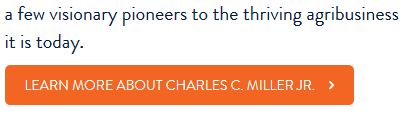 a few visionary pioneers to the thriving agribusiness
it is today.
LEARN MORE ABOUT CHARLES C. MILLER JR.